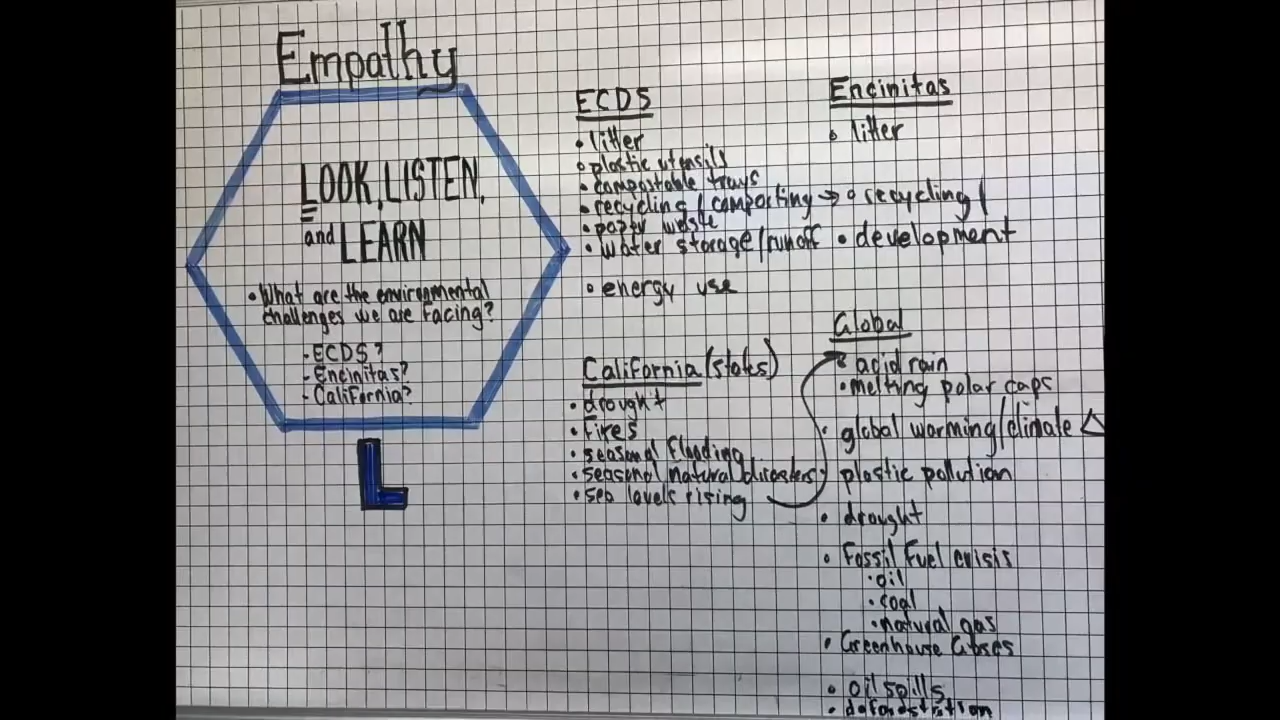 Empathy
LOOK, LISTEN,
and LEARN
• What are the environmental
challenges we are facing?
- ECDS?
- Encinitas?
- California?
L
ECDS
• litter
• plastic utensils
• compostable trays
• recycling / composting →
• party waste
• water storage/runoff
• energy use
Encinitas
• litter
• recycling /
• development
California (states)
• drought
• Fires
• seasonal flooding
• seasonal natural disasters
• sea levels rising
Global
• acid rain
• melting polar caps
• global warming/climate △
• plastic pollution
• drought
• Fossil Fuel crisis
• oil
• coal
• natural gas
• Greenhouse Gases
• oil spills
• deforestration